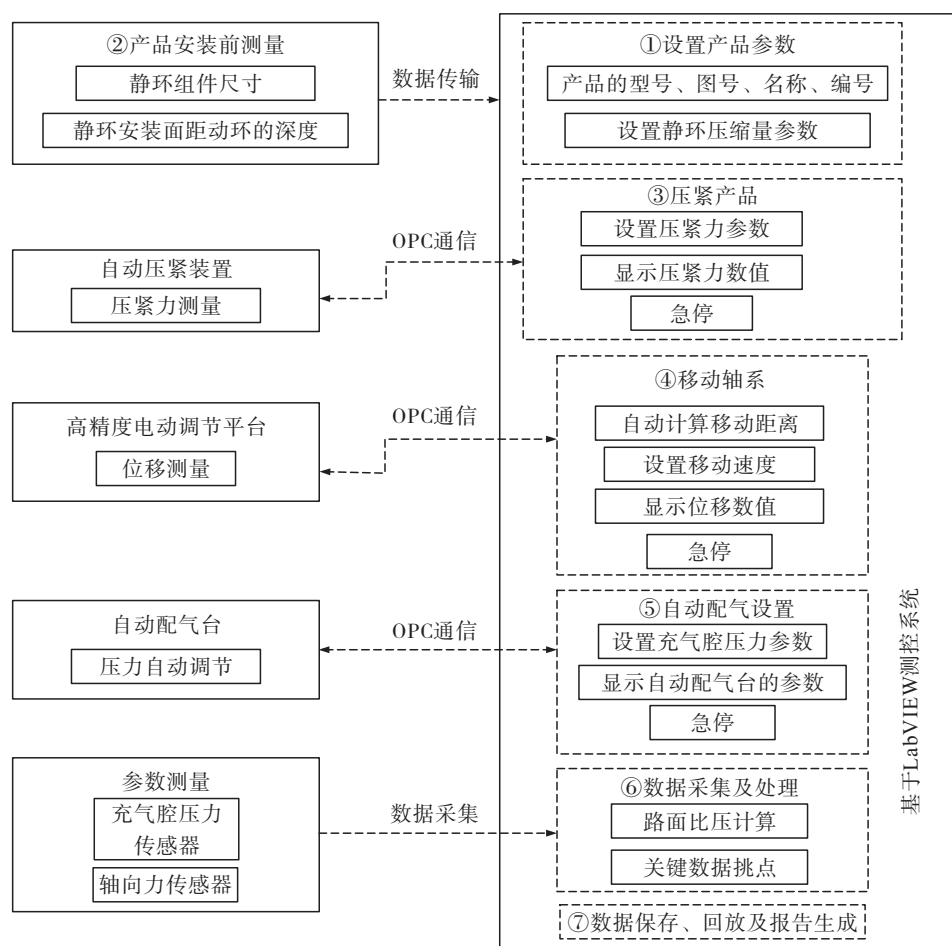 ②产品安装前测量
静环组件尺寸
静环安装面距动环的深度
数据传输
①设置产品参数
产品的型号、图号、名称、编号
设置静环压缩量参数
自动压紧装置
压紧力测量
OPC通信
③压紧产品
设置压紧力参数
显示压紧力数值
急停
高精度电动调节平台
位移测量
OPC通信
④移动轴系
自动计算移动距离
设置移动速度
显示位移数值
急停
自动配气台
压力自动调节
OPC通信
⑤自动配气设置
设置充气腔压力参数
显示自动配气台的参数
急停
参数测量
充气腔压力
传感器
轴向力传感器
数据采集
⑥数据采集及处理
路面比压计算
关键数据挑点
⑦数据保存、回放及报告生成
基于LabVIEW测控系统